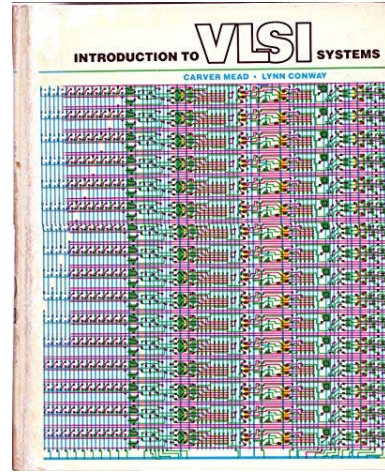 INTRODUCTION TO VLSI SYSTEMS
CARVER MEAD • LYNN CONWAY